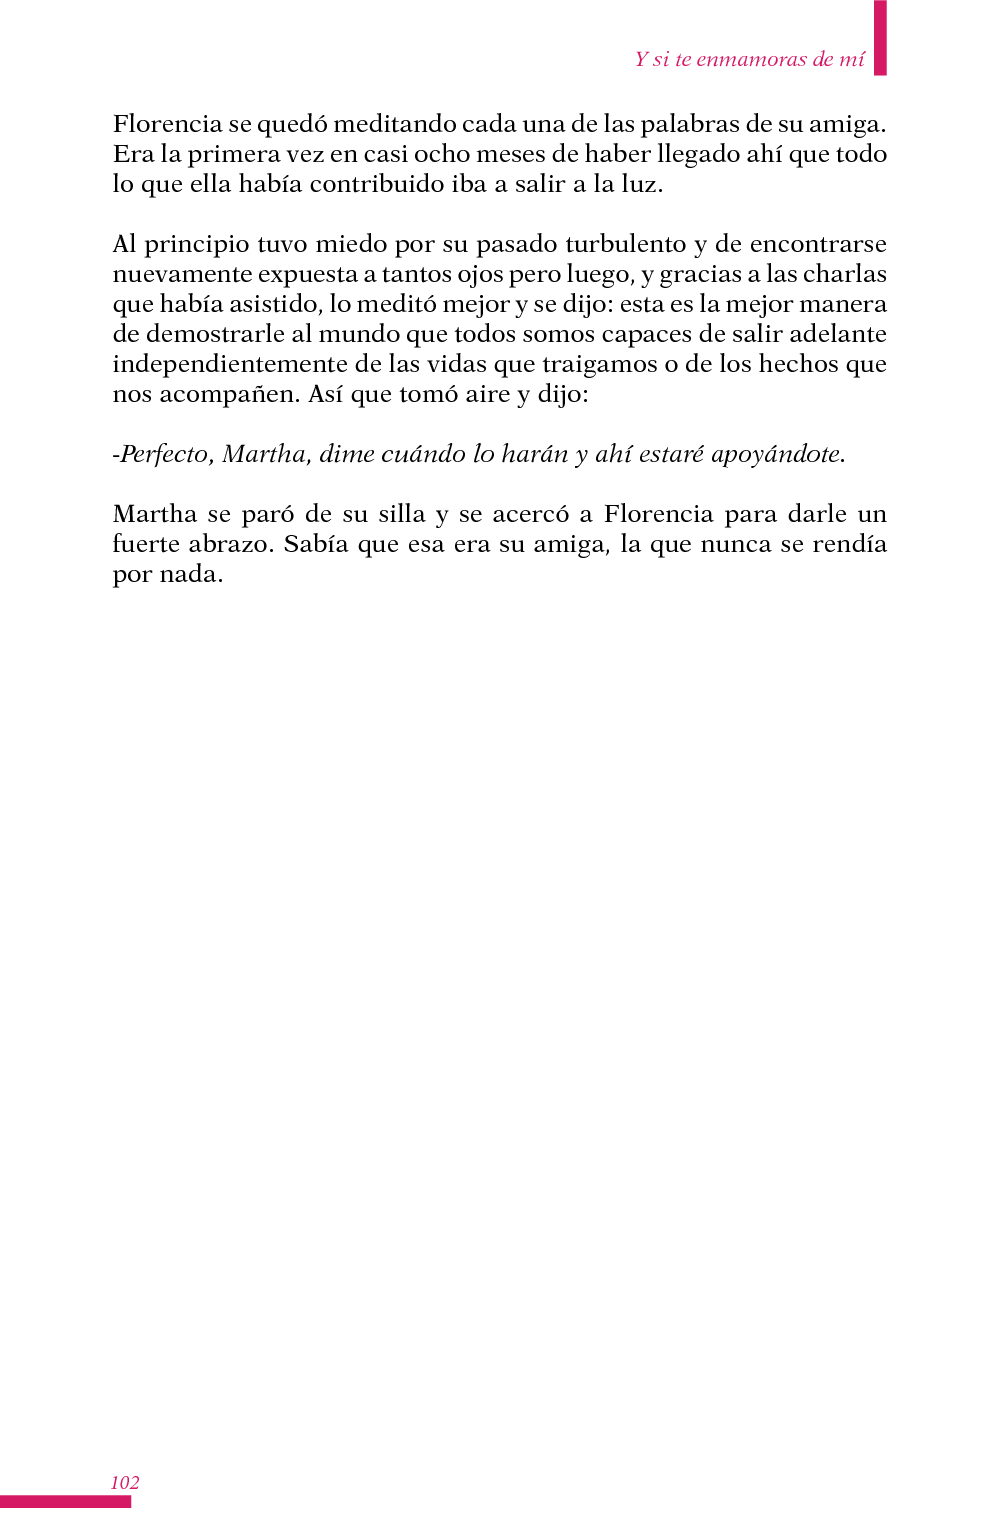 Y si te enmamoras de mí
Florencia se quedó meditando cada una de las palabras de su amiga.
Era la primera vez en casi ocho meses de haber llegado ahí que todo
lo que ella había contribuido iba a salir a la luz.
Al principio tuvo miedo por su pasado turbulento y de encontrarse
nuevamente expuesta a tantos ojos pero luego, y gracias a las charlas
que había asistido, lo meditó mejor y se dijo: esta es la mejor manera
de demostrarle al mundo que todos somos capaces de salir adelante
independientemente de las vidas que traigamos o de los hechos que
nos acompañen. Así que tomó aire y dijo:
-Perfecto, Martha, dime cuándo lo harán y ahí estaré apoyándote.
Martha se paró de su silla y se acercó a Florencia para darle un
fuerte abrazo. Sabía que esa era su amiga, la que nunca se rendía
por nada.
102